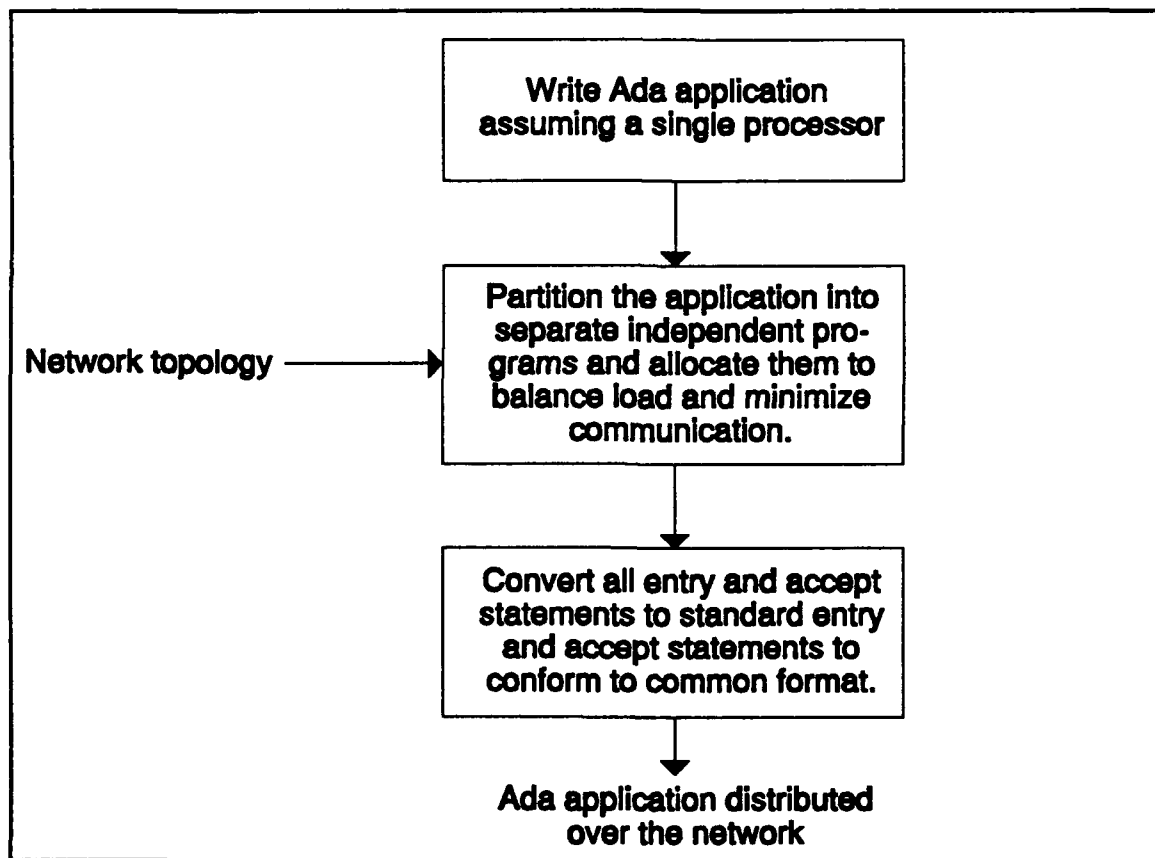 Write Ada application
assuming a single processor
Partition the application into
separate independent pro-
grams and allocate them to
balance load and minimize
communication.
Network topology
Convert all entry and accept
statements to standard entry
and accept statements to
conform to common format.
Ada application distributed
over the network